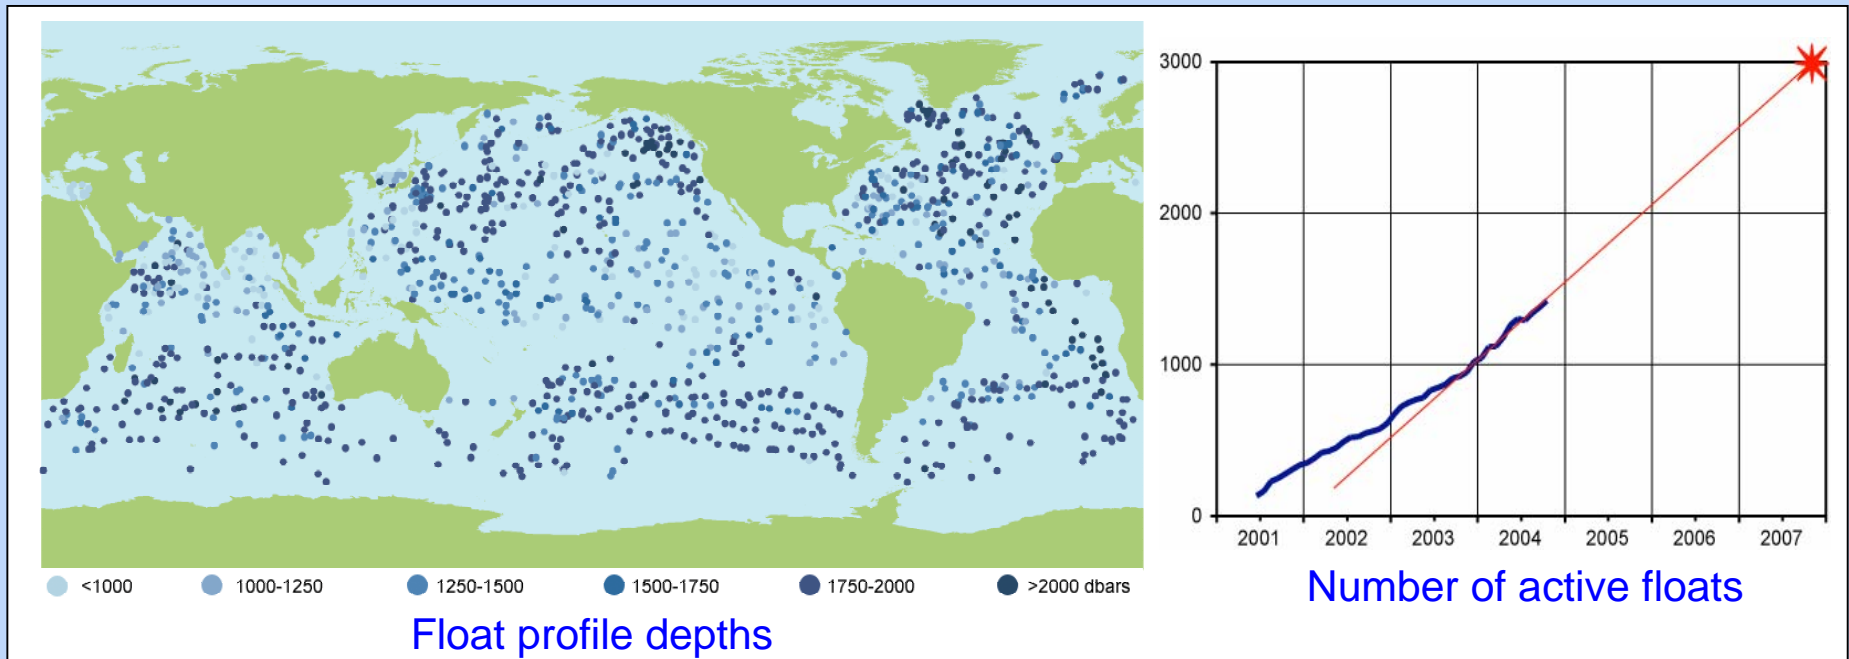 <1000 1000-1250 1250-1500 1500-1750 1750-2000 >2000 dbars
Float profile depths
3000
2000
1000
0
2001 2002 2003 2004 2005 2006 2007
Number of active floats